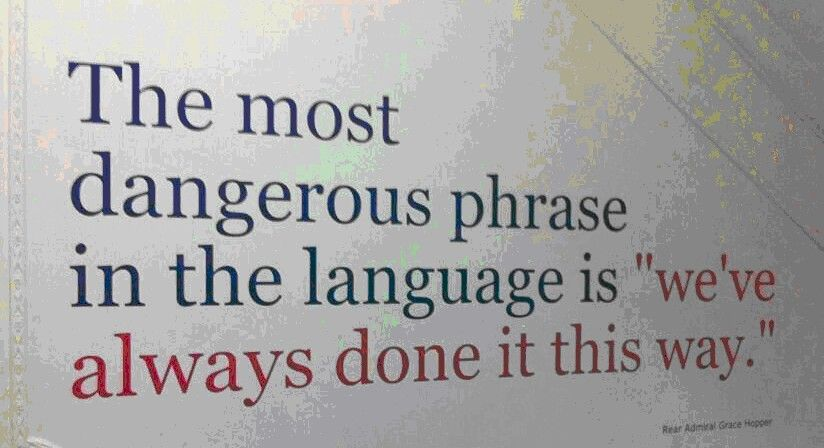 The most
dangerous phrase
in the language is "we've
always done it this way."
Rear Admiral Grace Hopper